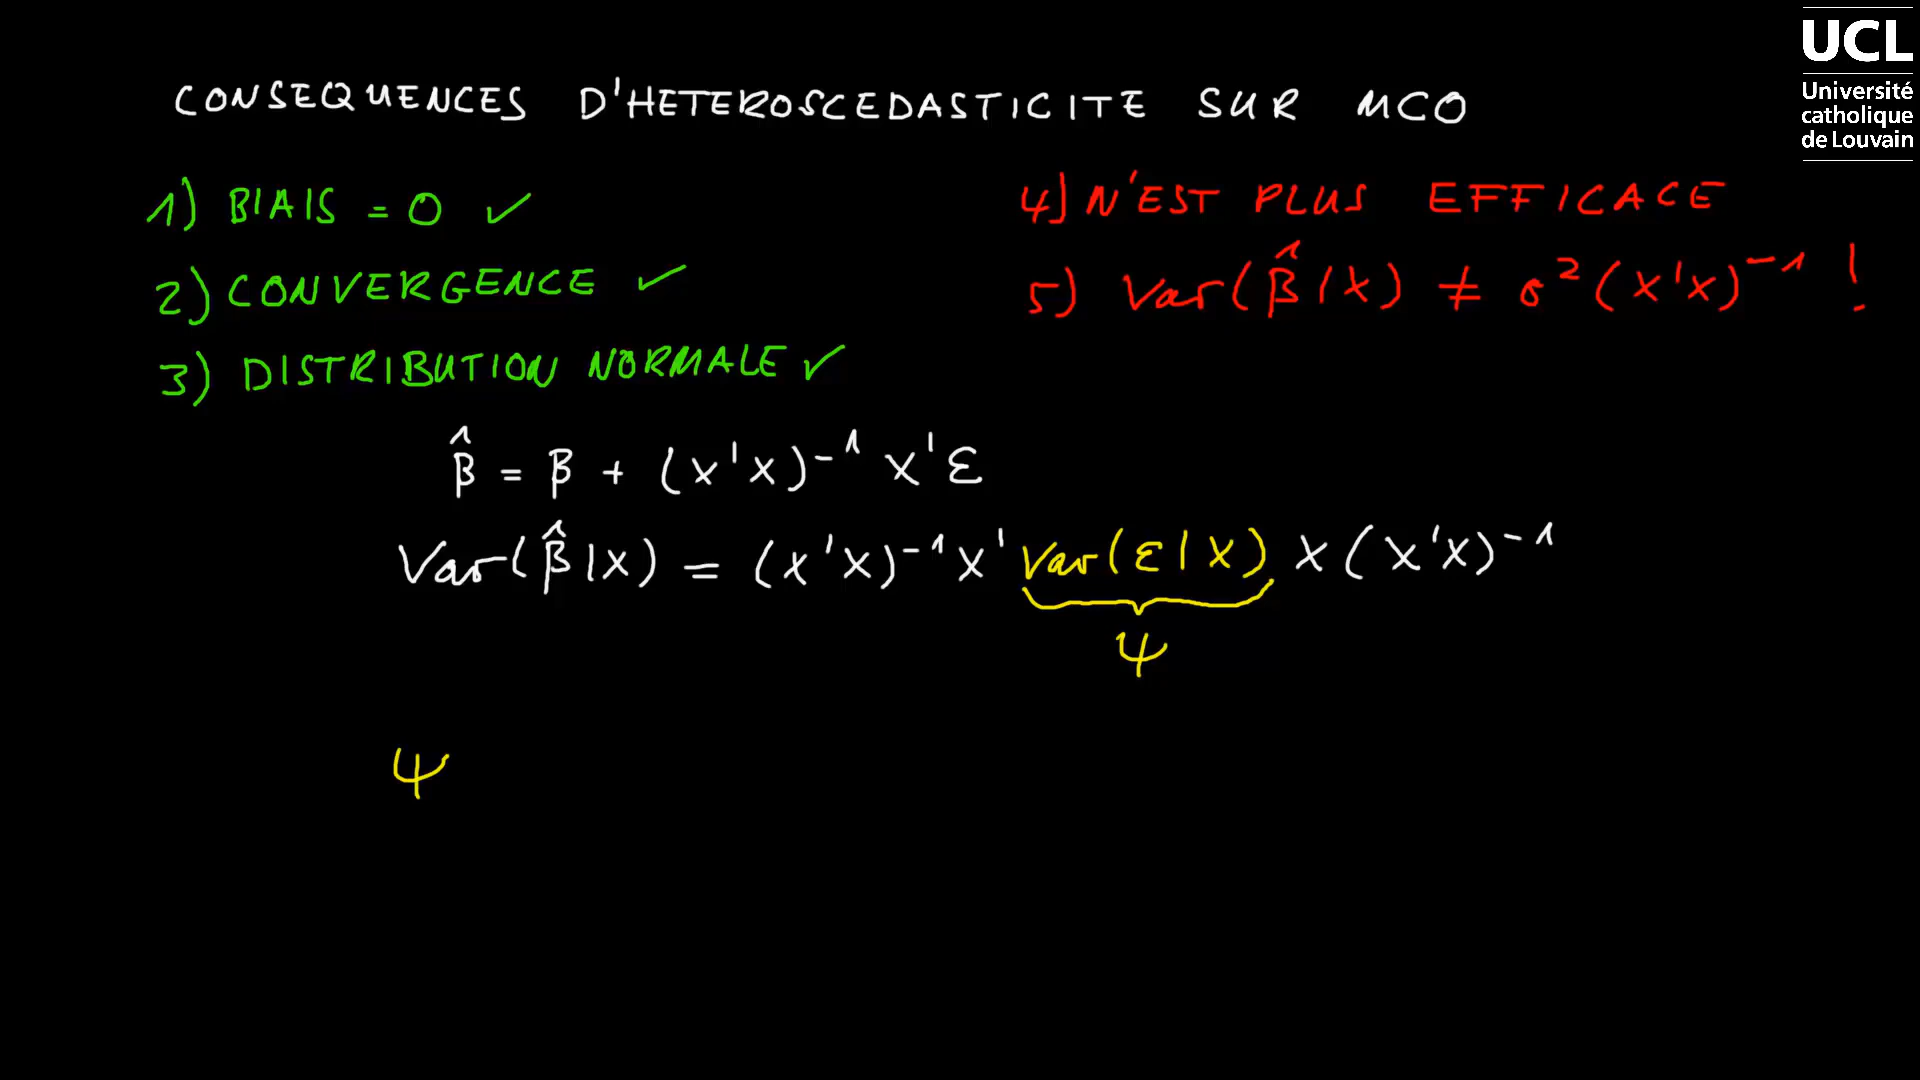 UCL
Université
catholique
de Louvain
CONSEQUENCES D'HETEROSCEDASTICITE SUR MCO
1) BIAIS = 0 ✓
2) CONVERGENCE ✓
3) DISTRIBUTION NORMALE ✓
4) N'EST PLUS EFFICACE
5) Var(β̂|X) ≠ σ²(X'X)⁻¹ !
β̂ = β + (X'X)⁻¹ X'ε
Var(β̂|X) = (X'X)⁻¹X' Var(ε|X) X(X'X)⁻¹
Ψ
Ψ